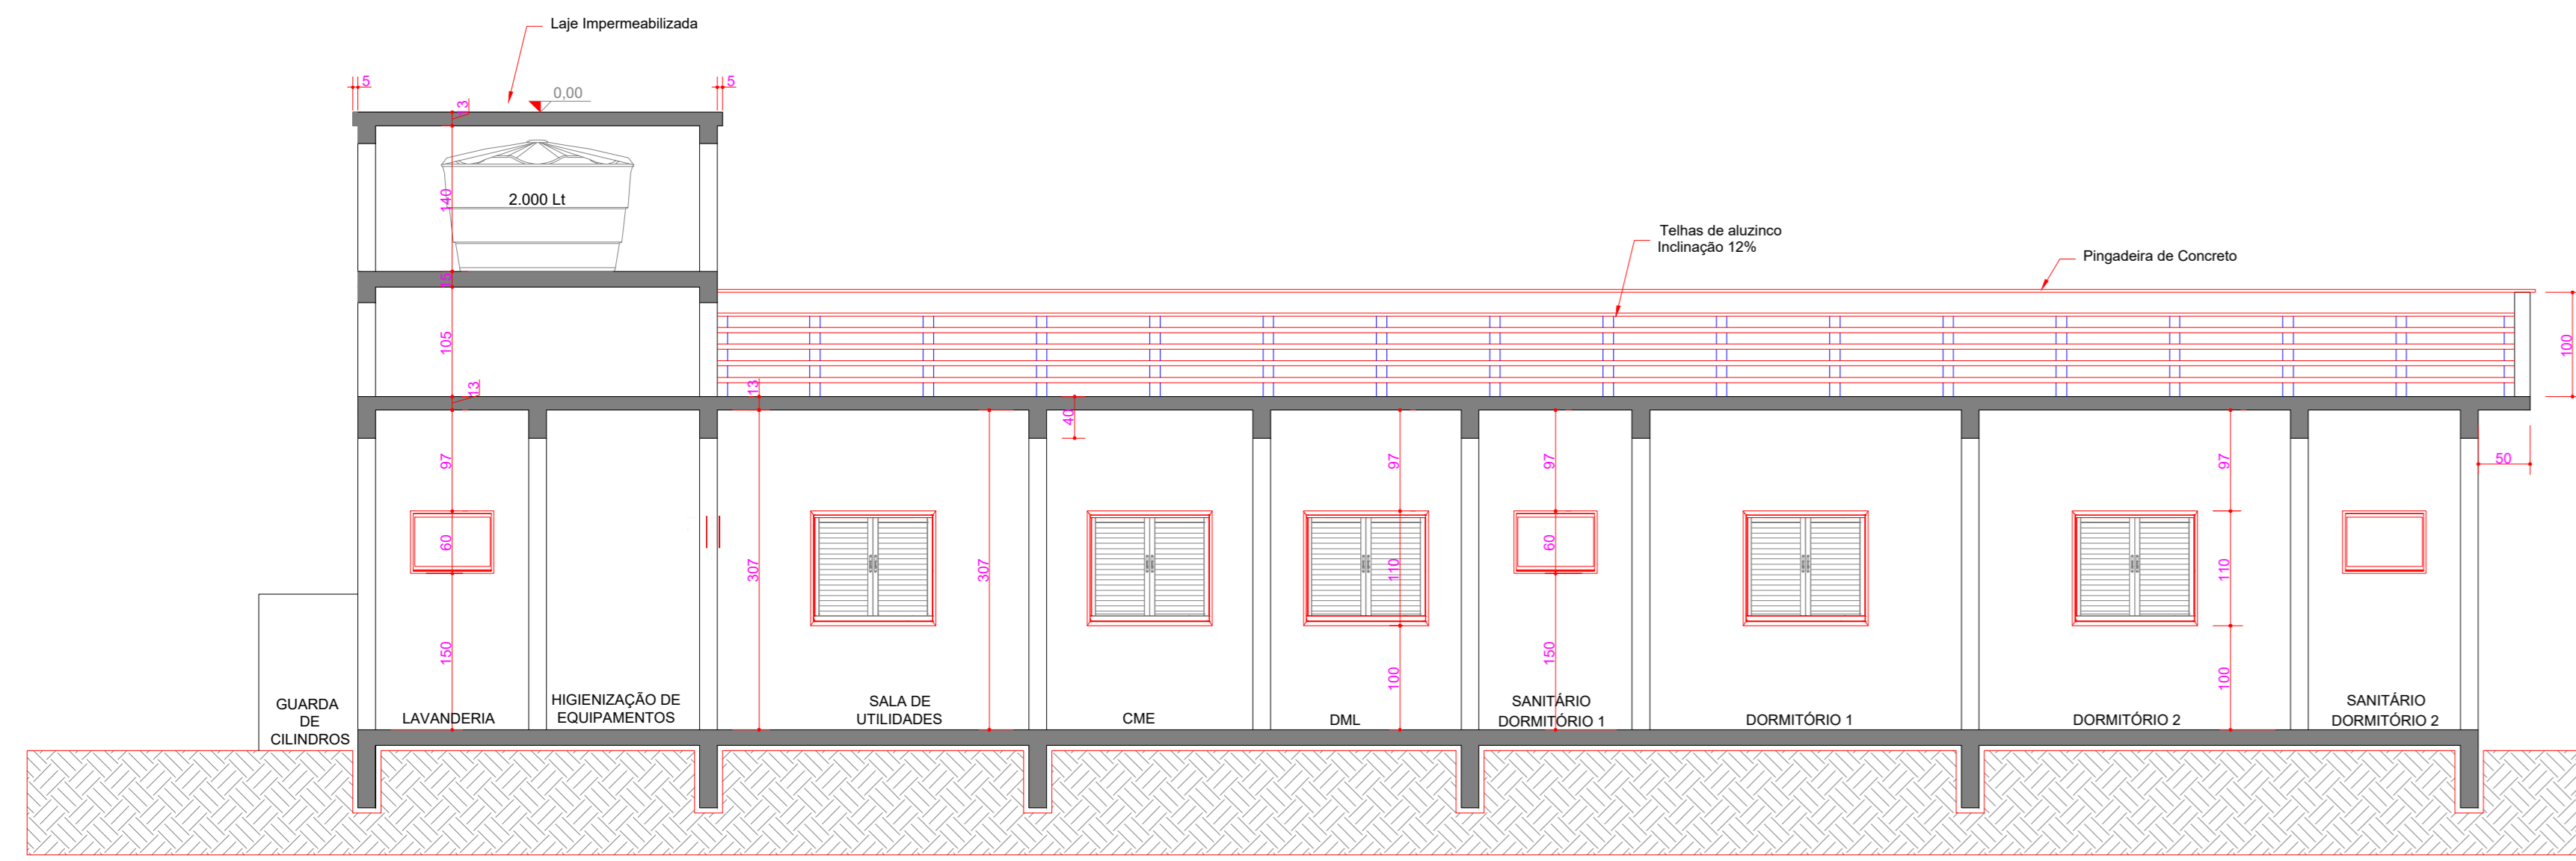 Laje Impermeabilizada
5
5
13
0,00
140
2.000 Lt
Telhas de aluzinco
Inclinação 12%
Pingadeira de Concreto
15
105
100
13
13
40
97
97
97
97
50
60
307
307
110
60
110
150
100
150
100
GUARDA
DE
CILINDROS
LAVANDERIA
HIGIENIZAÇÃO DE
EQUIPAMENTOS
SALA DE
UTILIDADES
CME
DML
SANITÁRIO
DORMITÓRIO 1
DORMITÓRIO 1
DORMITÓRIO 2
SANITÁRIO
DORMITÓRIO 2